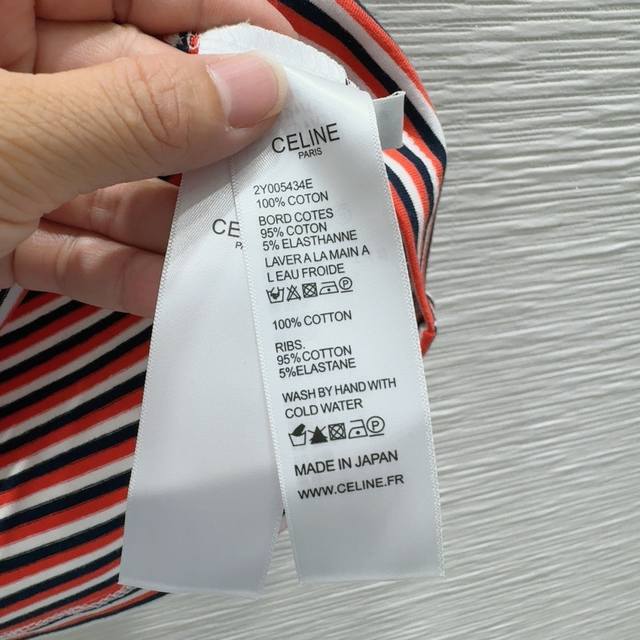 CELINE
PARIS
2Y005434E
100% COTON
BORD COTES
95% COTON
5% ELASTHANNE
LAVER A LA MAIN A
L EAU FROIDE
100% COTTON
RIBS.
95%COTTON
5%ELASTANE
WASH BY HAND WITH
COLD WATER
MADE IN JAPAN
WWW.CELINE.FR
CE
P